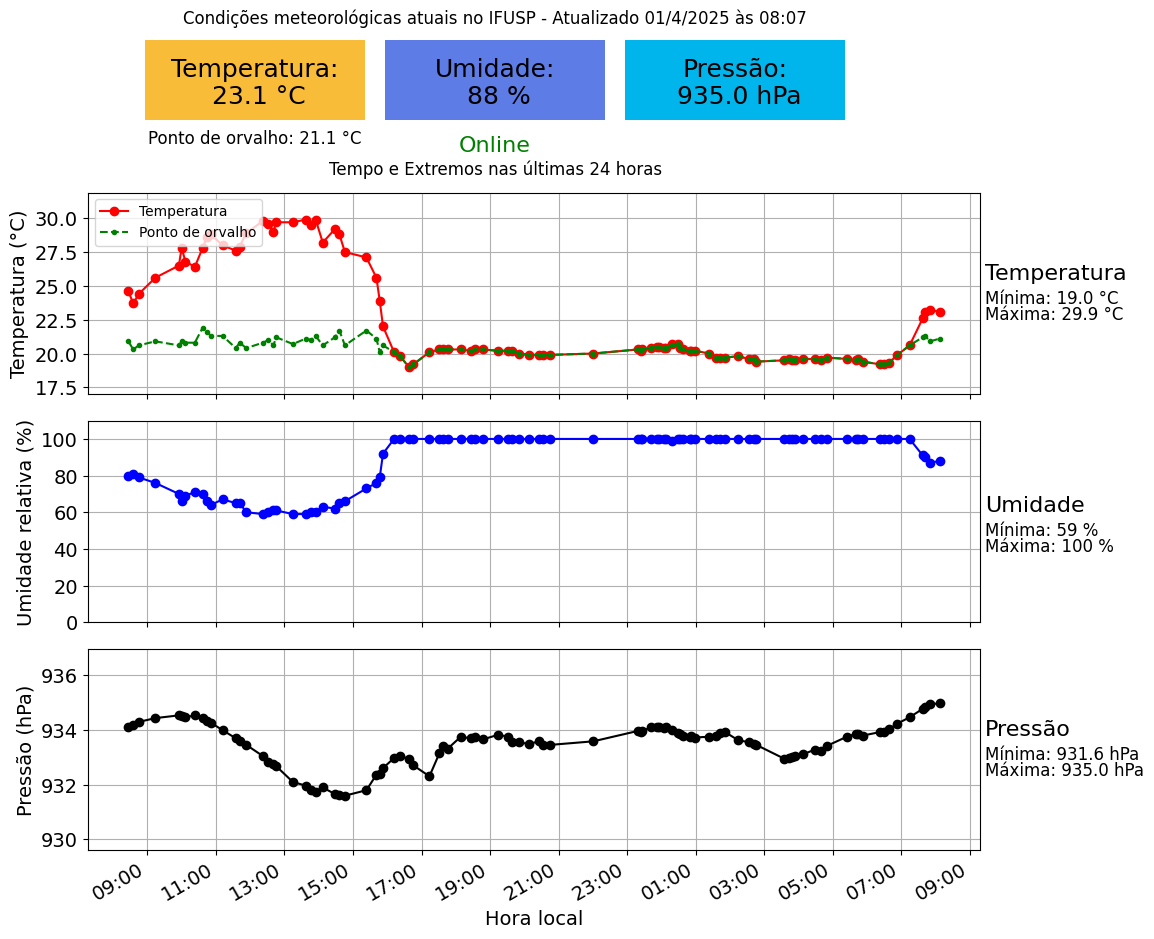 Condições meteorológicas atuais no IFUSP - Atualizado 01/4/2025 às 08:07
Temperatura:
23.1 °C
Umidade:
88 %
Pressão:
935.0 hPa
Ponto de orvalho: 21.1 °C
Online
Tempo e Extremos nas últimas 24 horas
Temperatura (°C)
30.0
27.5
25.0
22.5
20.0
17.5
Temperatura
Ponto de orvalho
Temperatura
Mínima: 19.0 °C
Máxima: 29.9 °C
Umidade relativa (%)
100
80
60
40
20
0
Umidade
Mínima: 59 %
Máxima: 100 %
Pressão (hPa)
936
934
932
930
Pressão
Mínima: 931.6 hPa
Máxima: 935.0 hPa
09:00 11:00 13:00 15:00 17:00 19:00 21:00 23:00 01:00 03:00 05:00 07:00 09:00
Hora local